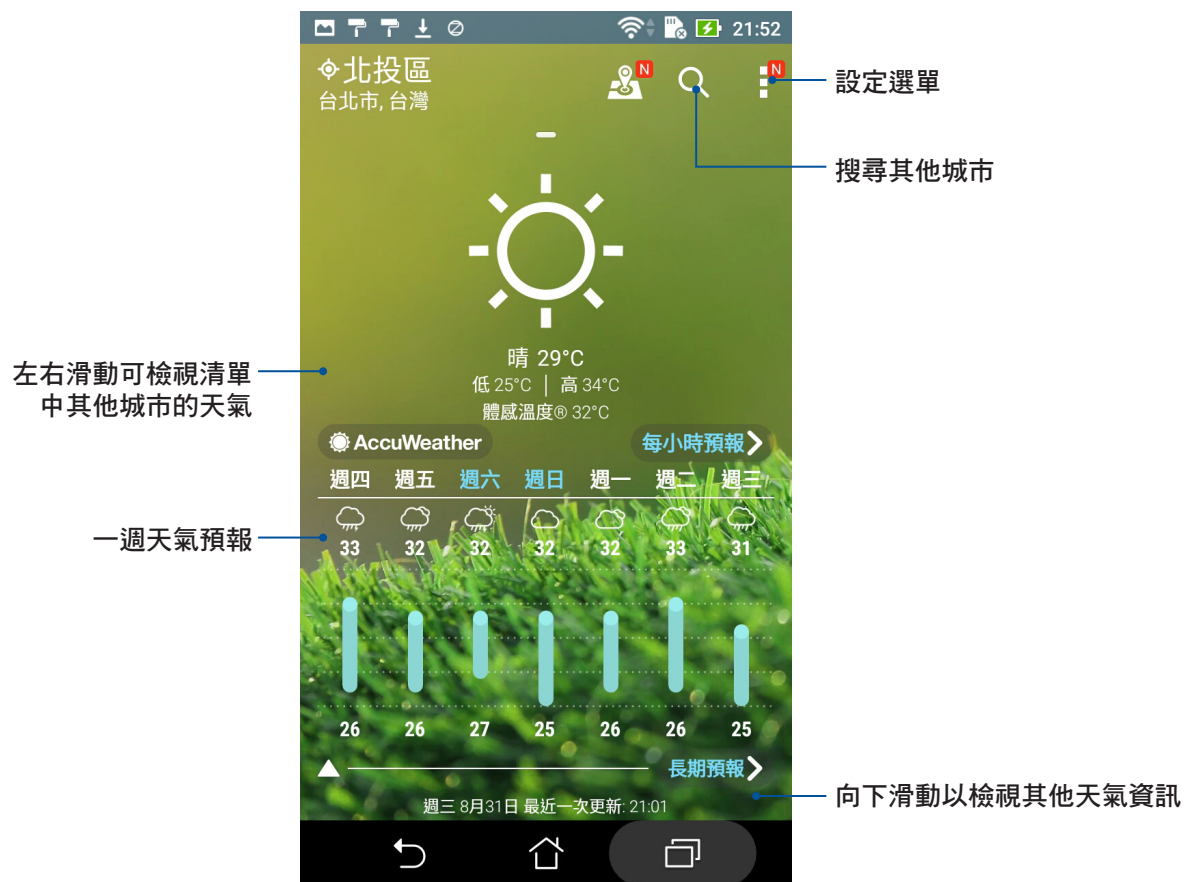 21:52
北投區
N
N
台北市, 台灣
設定選單
搜尋其他城市
晴 29°C
低 25°C | 高 34°C
體感溫度® 32°C
左右滑動可檢視清單
中其他城市的天氣
AccuWeather
每小時預報
週四 週五 週六 週日 週一 週二 週三
一週天氣預報
33 32 32 32 32 33 31
26 26 27 25 26 26 25
長期預報
週三 8月31日 最近一次更新: 21:01
向下滑動以檢視其他天氣資訊